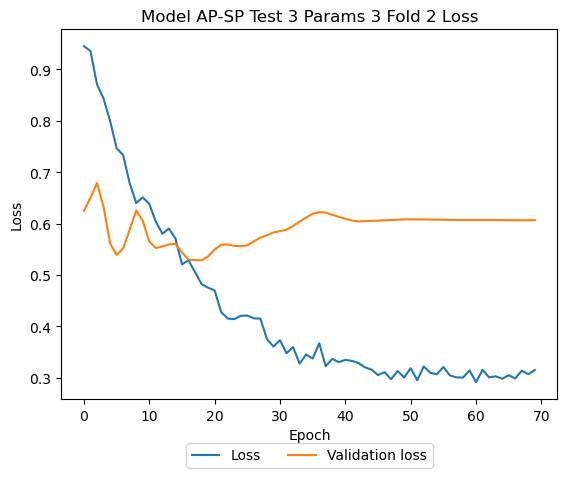 Model AP-SP Test 3 Params 3 Fold 2 Loss
Loss
0.9
0.8
0.7
0.6
0.5
0.4
0.3
0 10 20 30 40 50 60 70
Epoch
Loss Validation loss